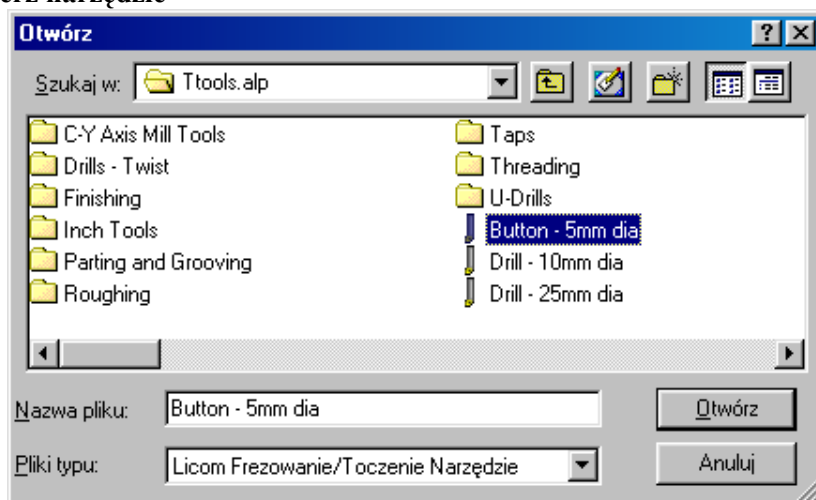 Otwórz
Szukaj w: Ttools.alp
C-Y Axis Mill Tools
Drills - Twist
Finishing
Inch Tools
Parting and Grooving
Roughing
Taps
Threading
U-Drills
Button - 5mm dia
Drill - 10mm dia
Drill - 25mm dia
Nazwa pliku: Button - 5mm dia
Otwórz
Pliki typu: Licom Frezowanie/Toczenie Narzędzie
Anuluj